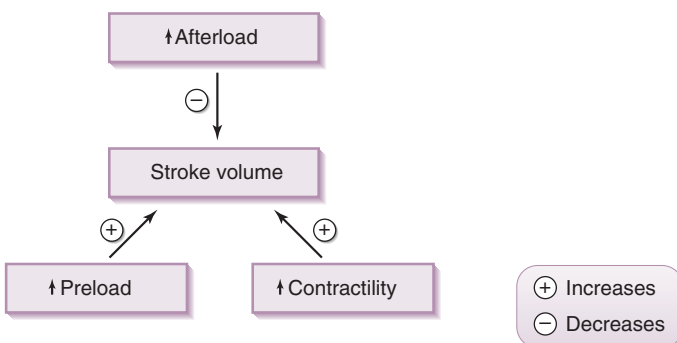 ↑Afterload
−
Stroke volume
+
+
↑Preload
↑Contractility
+ Increases
− Decreases